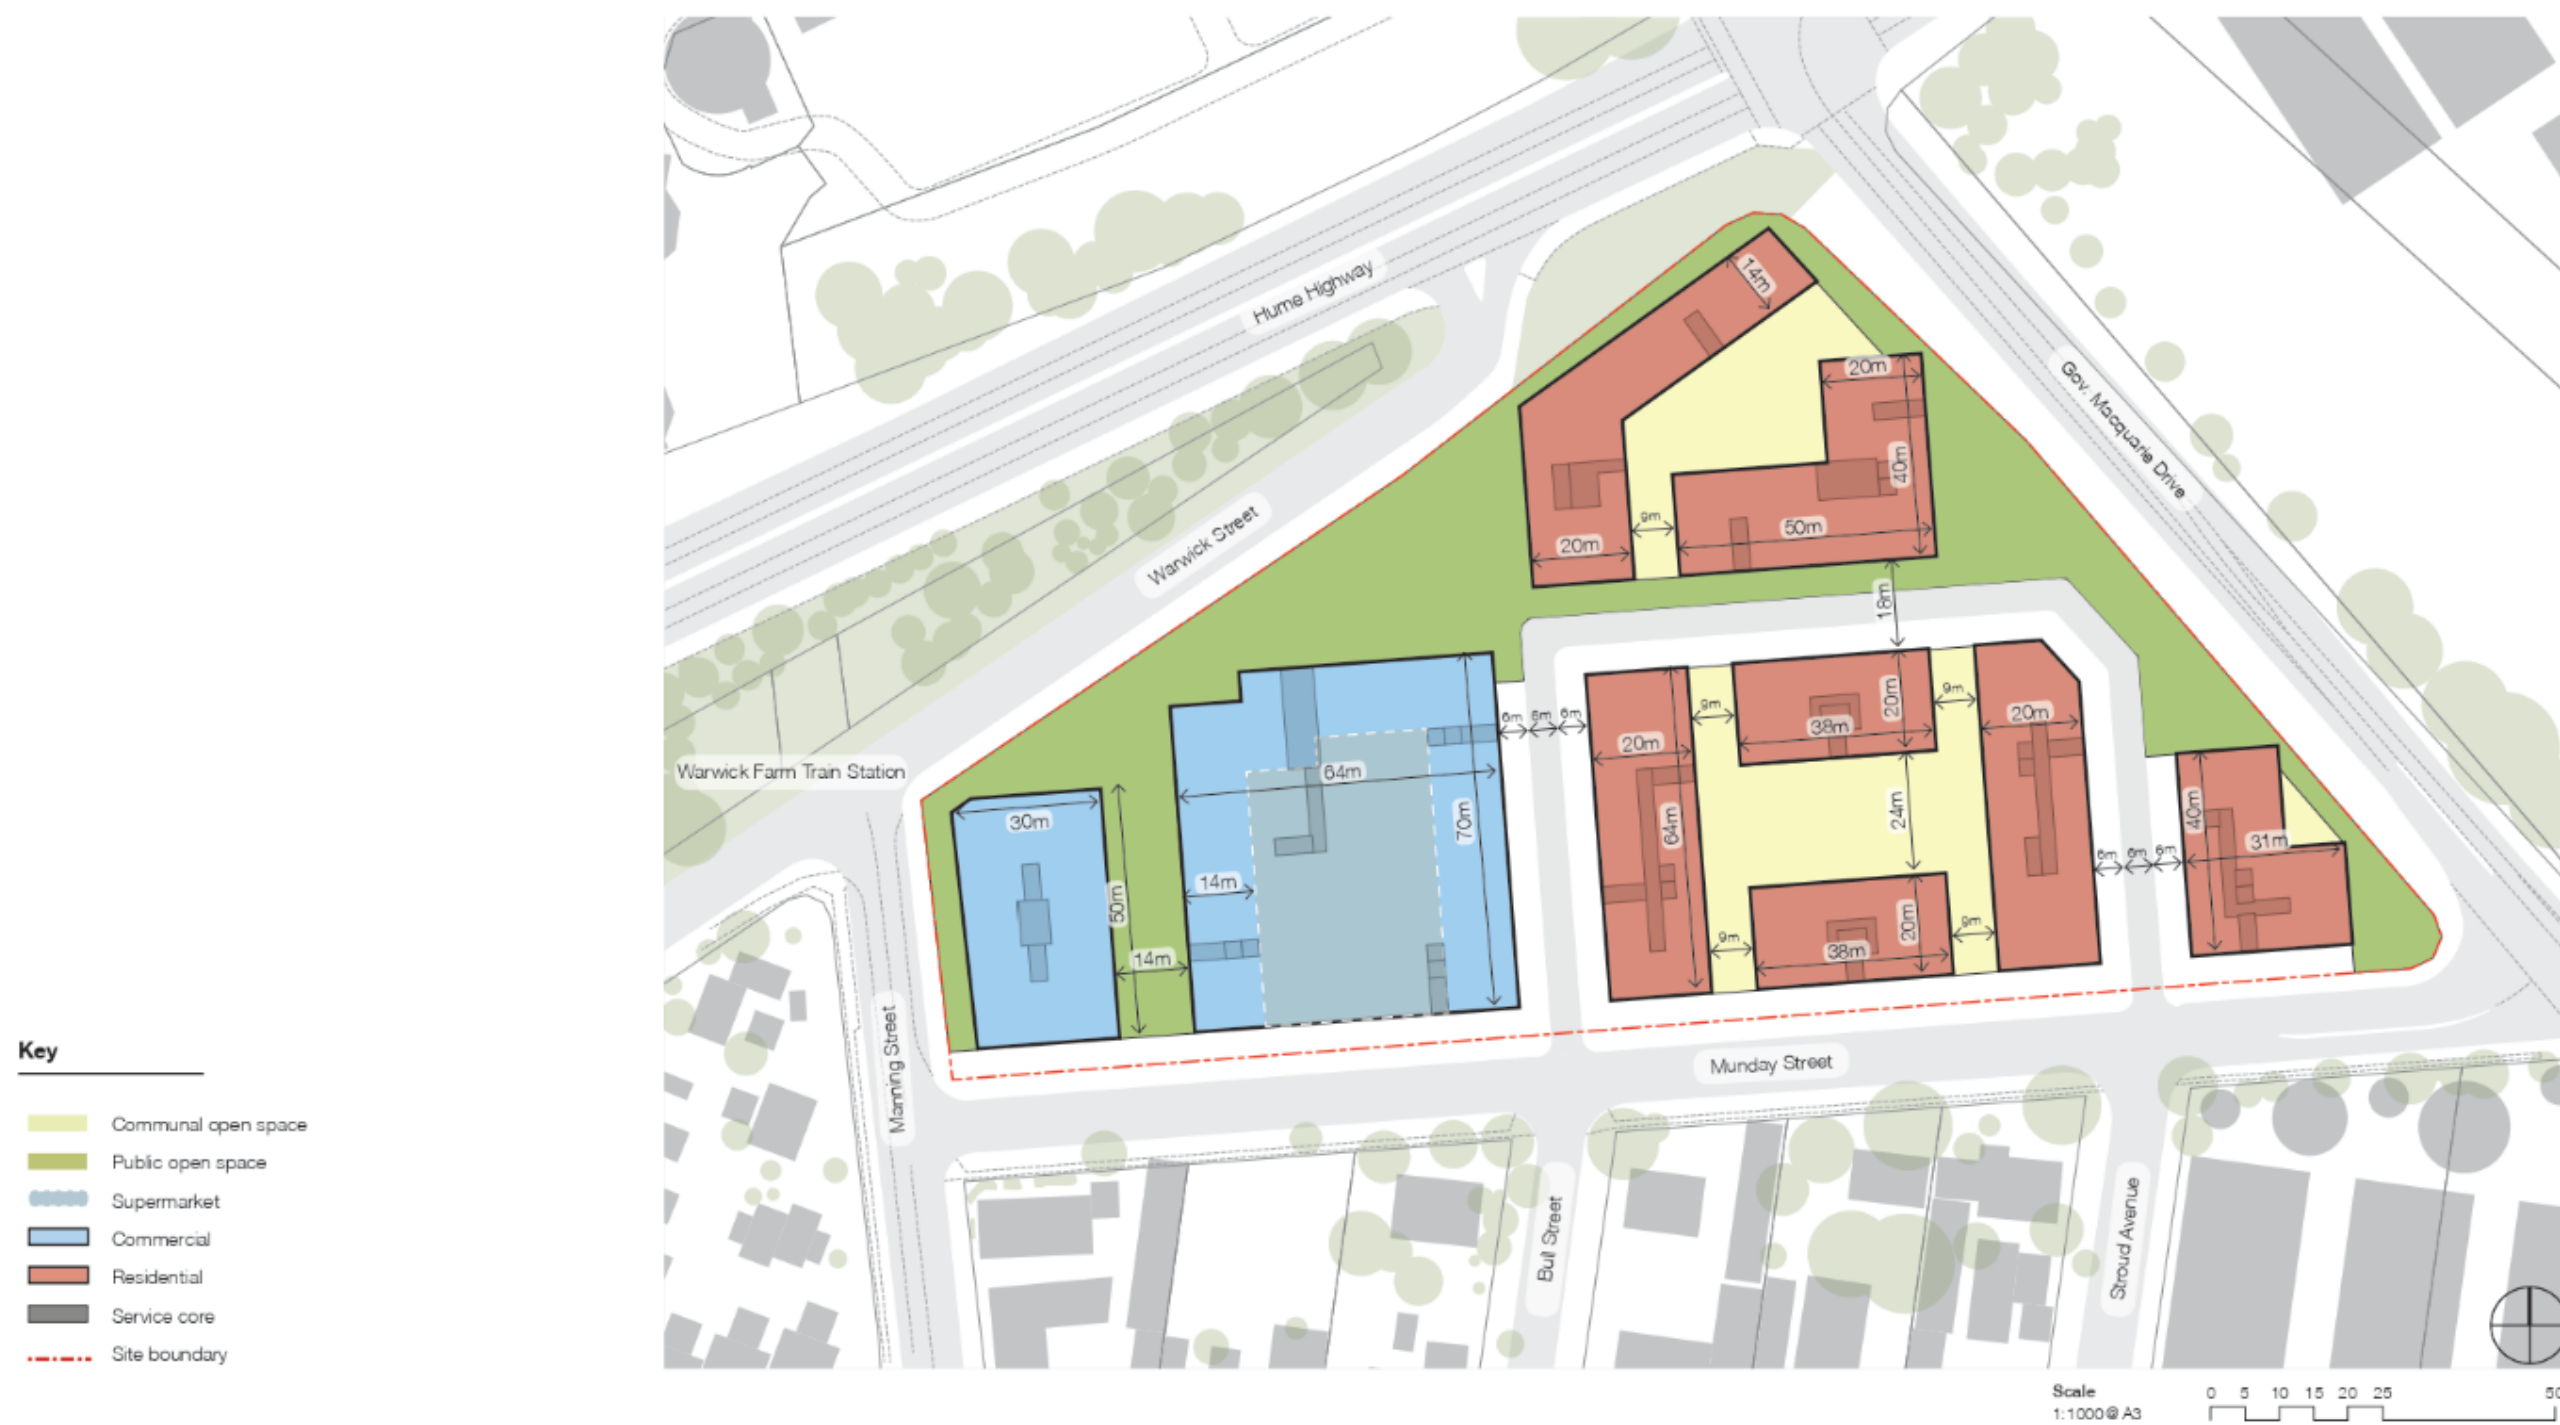 Hume Highway
Gov. Macquarie Drive
Warwick Street
Warwick Farm Train Station
Manning Street
Munday Street
Bull Street
Stroud Avenue
14m
20m
40m
9m
50m
20m
18m
30m
50m
14m
64m
14m
70m
6m
6m
6m
20m
64m
9m
38m
20m
9m
20m
24m
9m
38m
20m
9m
6m
6m
6m
40m
31m
Key
Communal open space
Public open space
Supermarket
Commercial
Residential
Service core
Site boundary
Scale
1:1000@ A3
0 5 10 15 20 25 50